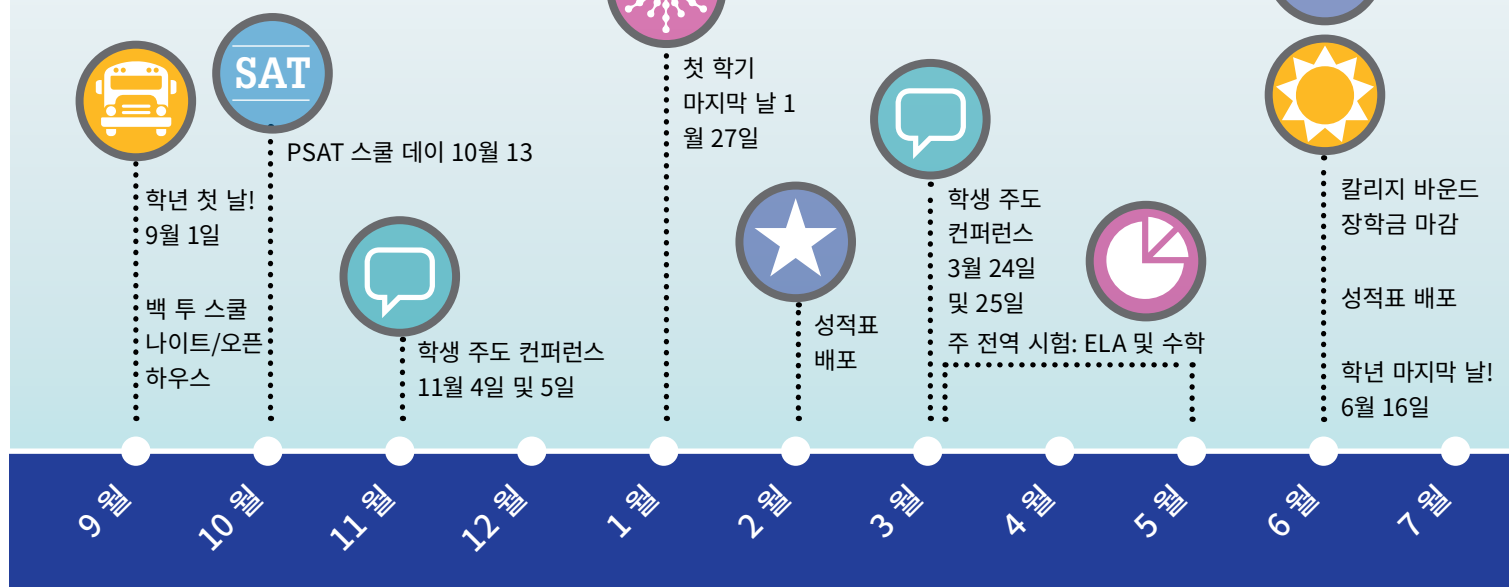 SAT
PSAT 스쿨 데이 10월 13
학년 첫 날!
9월 1일
백 투 스쿨
나이트/오픈
하우스
학생 주도 컨퍼런스
11월 4일 및 5일
첫 학기
마지막 날 1
월 27일
성적표
배포
학생 주도
컨퍼런스
3월 24일
및 25일
주 전역 시험: ELA 및 수학
칼리지 바운드
장학금 마감
성적표 배포
학년 마지막 날!
6월 16일
9월
10월
11월
12월
1월
2월
3월
4월
5월
6월
7월